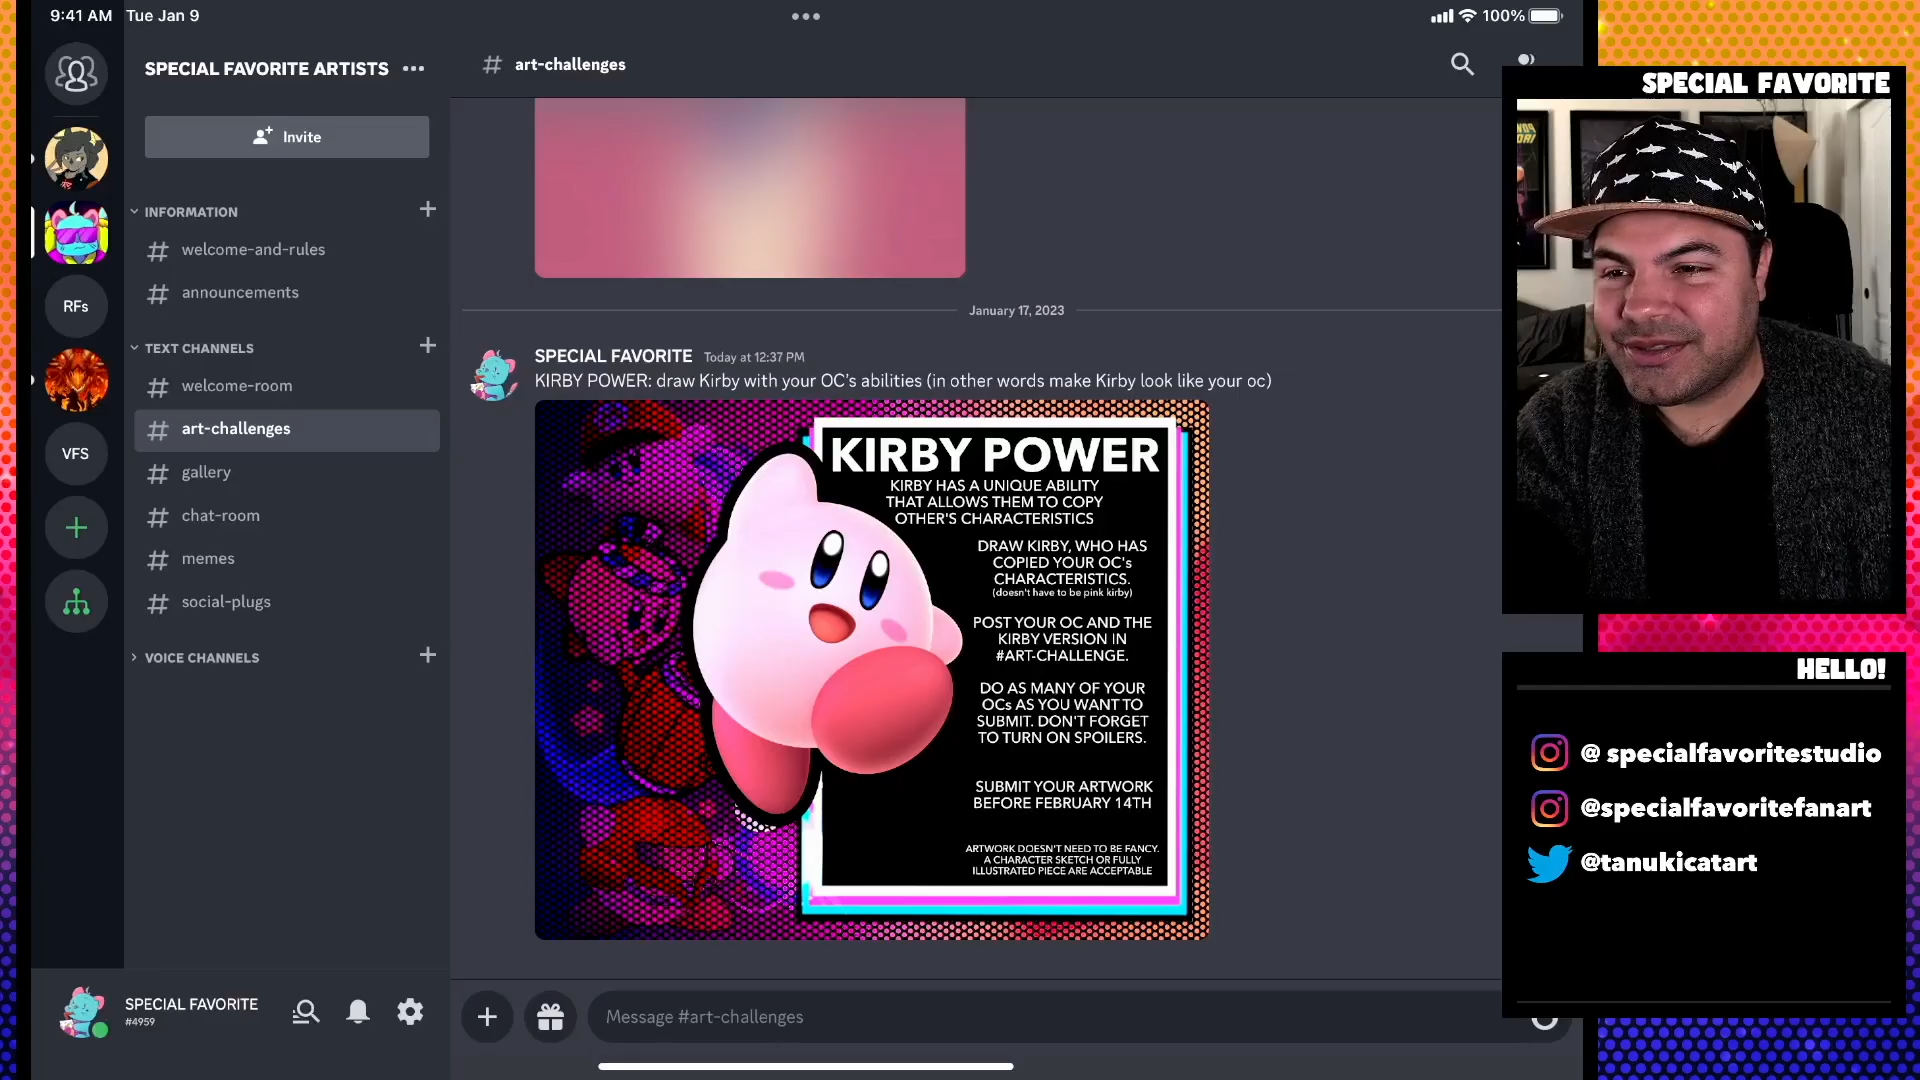 9:41 AM Tue Jan 9
100%
SPECIAL FAVORITE ARTISTS
Invite
INFORMATION
welcome-and-rules
announcements
TEXT CHANNELS
welcome-room
art-challenges
gallery
chat-room
memes
social-plugs
VOICE CHANNELS
RFs
VFS
SPECIAL FAVORITE
#4959
art-challenges
January 17, 2023
SPECIAL FAVORITE Today at 12:37 PM
KIRBY POWER: draw Kirby with your OC's abilities (in other words make Kirby look like your oc)
KIRBY POWER
KIRBY HAS A UNIQUE ABILITY
THAT ALLOWS THEM TO COPY
OTHER'S CHARACTERISTICS
DRAW KIRBY, WHO HAS
COPIED YOUR OC's
CHARACTERISTICS.
(doesn't have to be pink kirby)
POST YOUR OC AND THE
KIRBY VERSION IN
#ART-CHALLENGE.
DO AS MANY OF YOUR
OCs AS YOU WANT TO
SUBMIT. DON'T FORGET
TO TURN ON SPOILERS.
SUBMIT YOUR ARTWORK
BEFORE FEBRUARY 14TH
ARTWORK DOESN'T NEED TO BE FANCY.
A CHARACTER SKETCH OR FULLY
ILLUSTRATED PIECE ARE ACCEPTABLE
Message #art-challenges
SPECIAL FAVORITE
HELLO!
@ specialfavoritestudio
@specialfavoritefanart
@tanukicatart